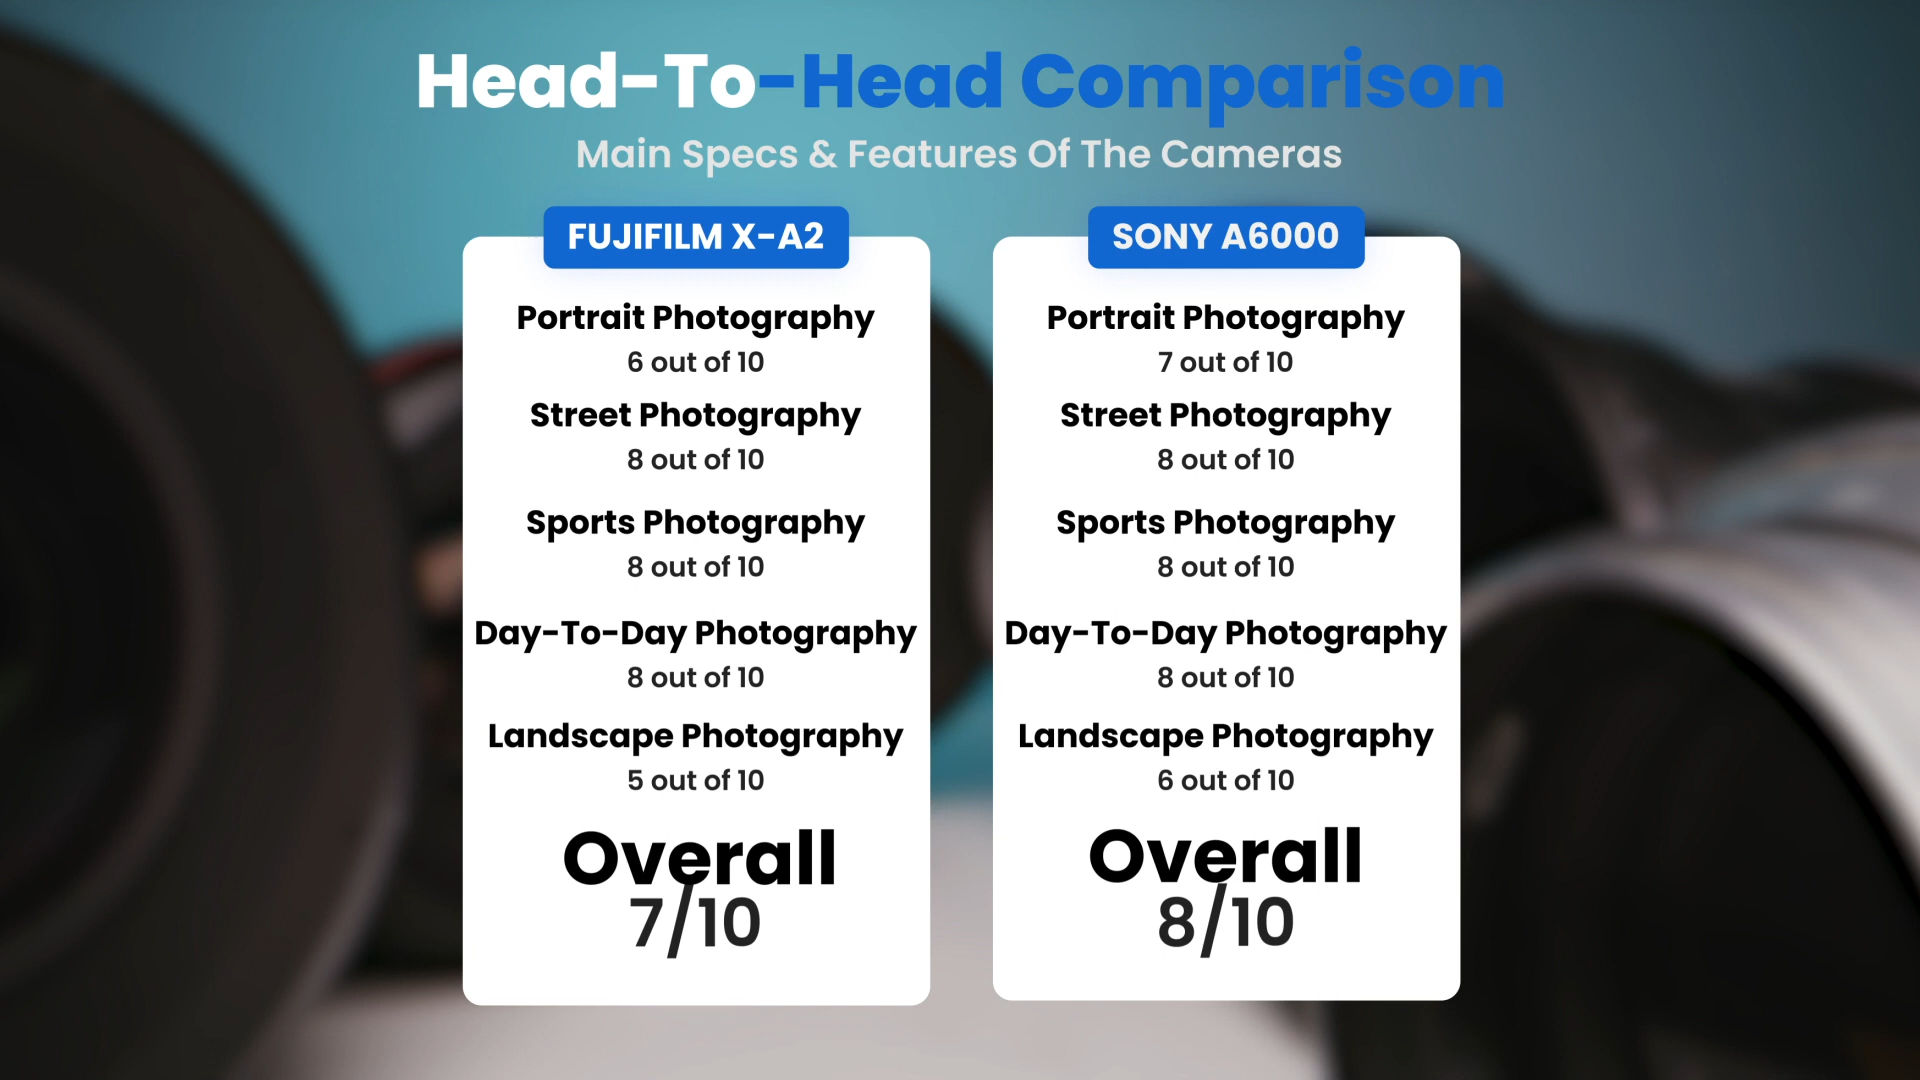 Head-To-Head Comparison
Main Specs & Features Of The Cameras
FUJIFILM X-A2
Portrait Photography
6 out of 10
Street Photography
8 out of 10
Sports Photography
8 out of 10
Day-To-Day Photography
8 out of 10
Landscape Photography
5 out of 10
Overall
7/10
SONY A6000
Portrait Photography
7 out of 10
Street Photography
8 out of 10
Sports Photography
8 out of 10
Day-To-Day Photography
8 out of 10
Landscape Photography
6 out of 10
Overall
8/10